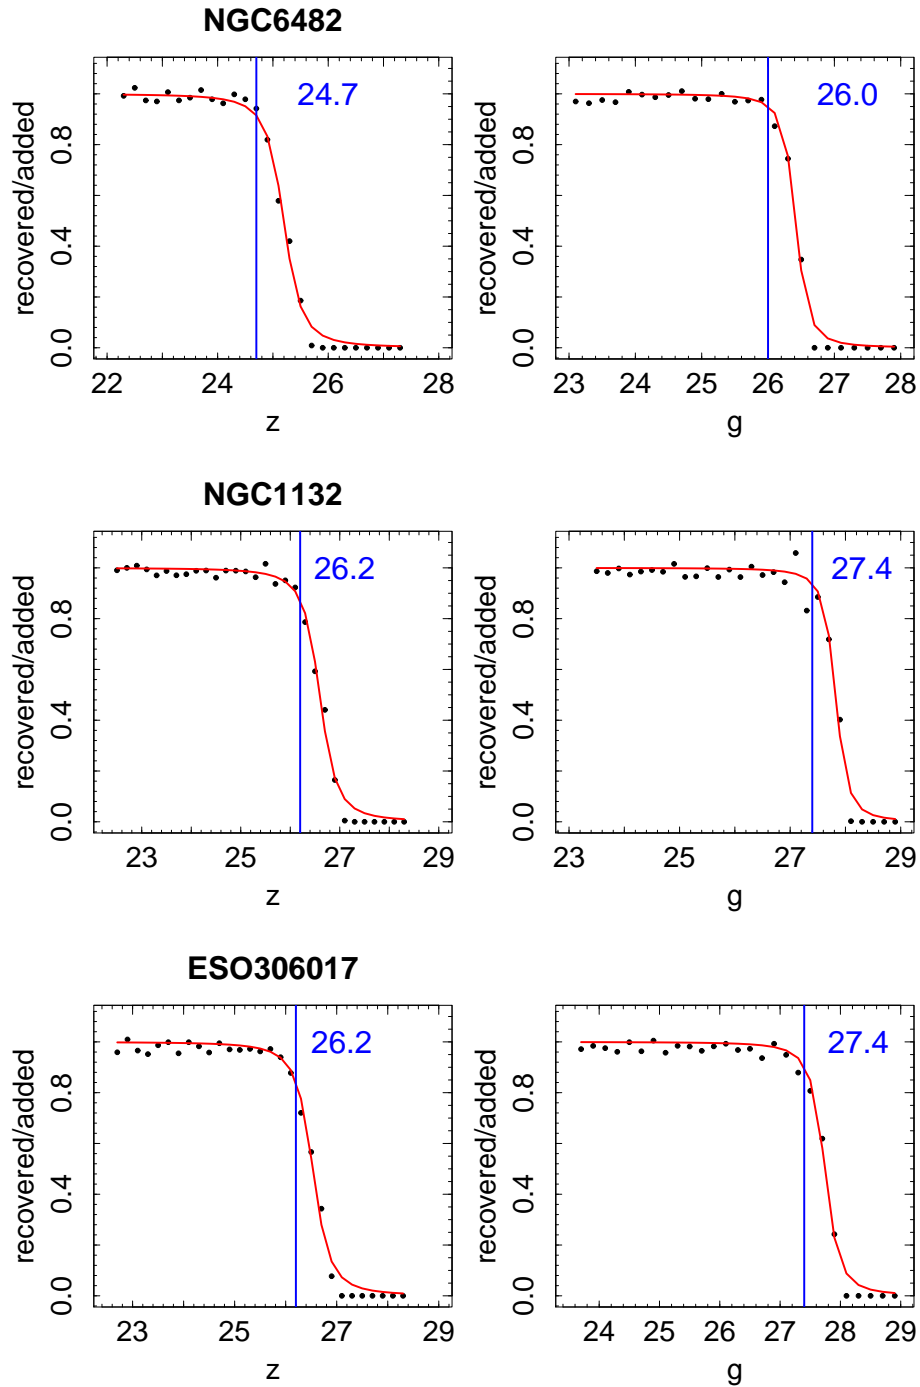 NGC6482
recovered/added
0.0 0.4 0.8
24.7
22 24 26 28
z
recovered/added
0.0 0.4 0.8
26.0
23 24 25 26 27 28
g
NGC1132
recovered/added
0.0 0.4 0.8
26.2
23 25 27 29
z
recovered/added
0.0 0.4 0.8
27.4
23 25 27 29
g
ESO306017
recovered/added
0.0 0.4 0.8
26.2
23 25 27 29
z
recovered/added
0.0 0.4 0.8
27.4
24 25 26 27 28 29
g